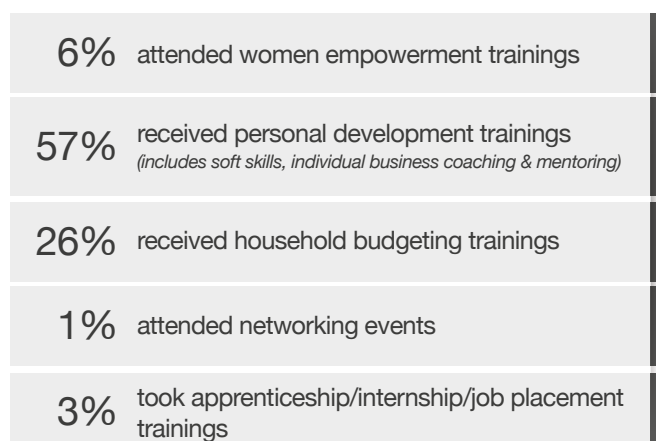 6% attended women empowerment trainings
57% received personal development trainings
(includes soft skills, individual business coaching & mentoring)
26% received household budgeting trainings
1% attended networking events
3% took apprenticeship/internship/job placement
trainings